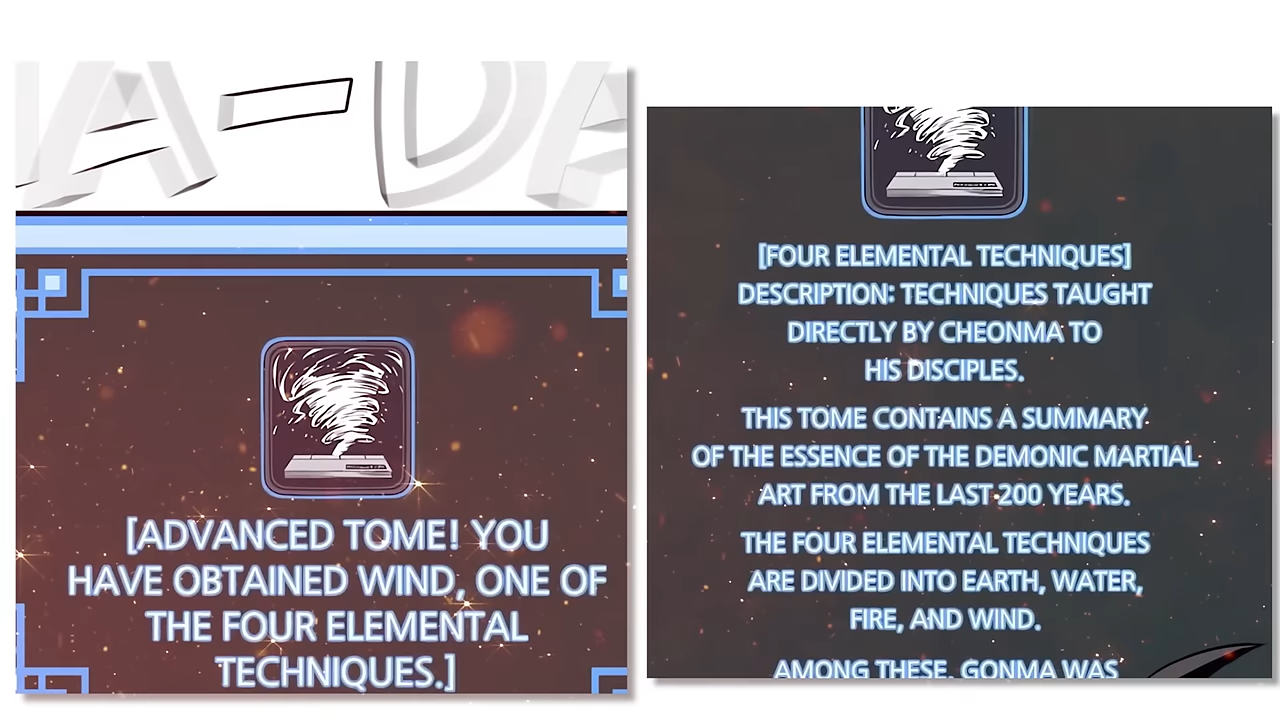 A-DA
[ADVANCED TOME! YOU
HAVE OBTAINED WIND, ONE OF
THE FOUR ELEMENTAL
TECHNIQUES.]
[FOUR ELEMENTAL TECHNIQUES]
DESCRIPTION: TECHNIQUES TAUGHT
DIRECTLY BY CHEONMA TO
HIS DISCIPLES.
THIS TOME CONTAINS A SUMMARY
OF THE ESSENCE OF THE DEMONIC MARTIAL
ART FROM THE LAST 200 YEARS.
THE FOUR ELEMENTAL TECHNIQUES
ARE DIVIDED INTO EARTH, WATER,
FIRE, AND WIND.
AMONG THESE, GONMA WAS